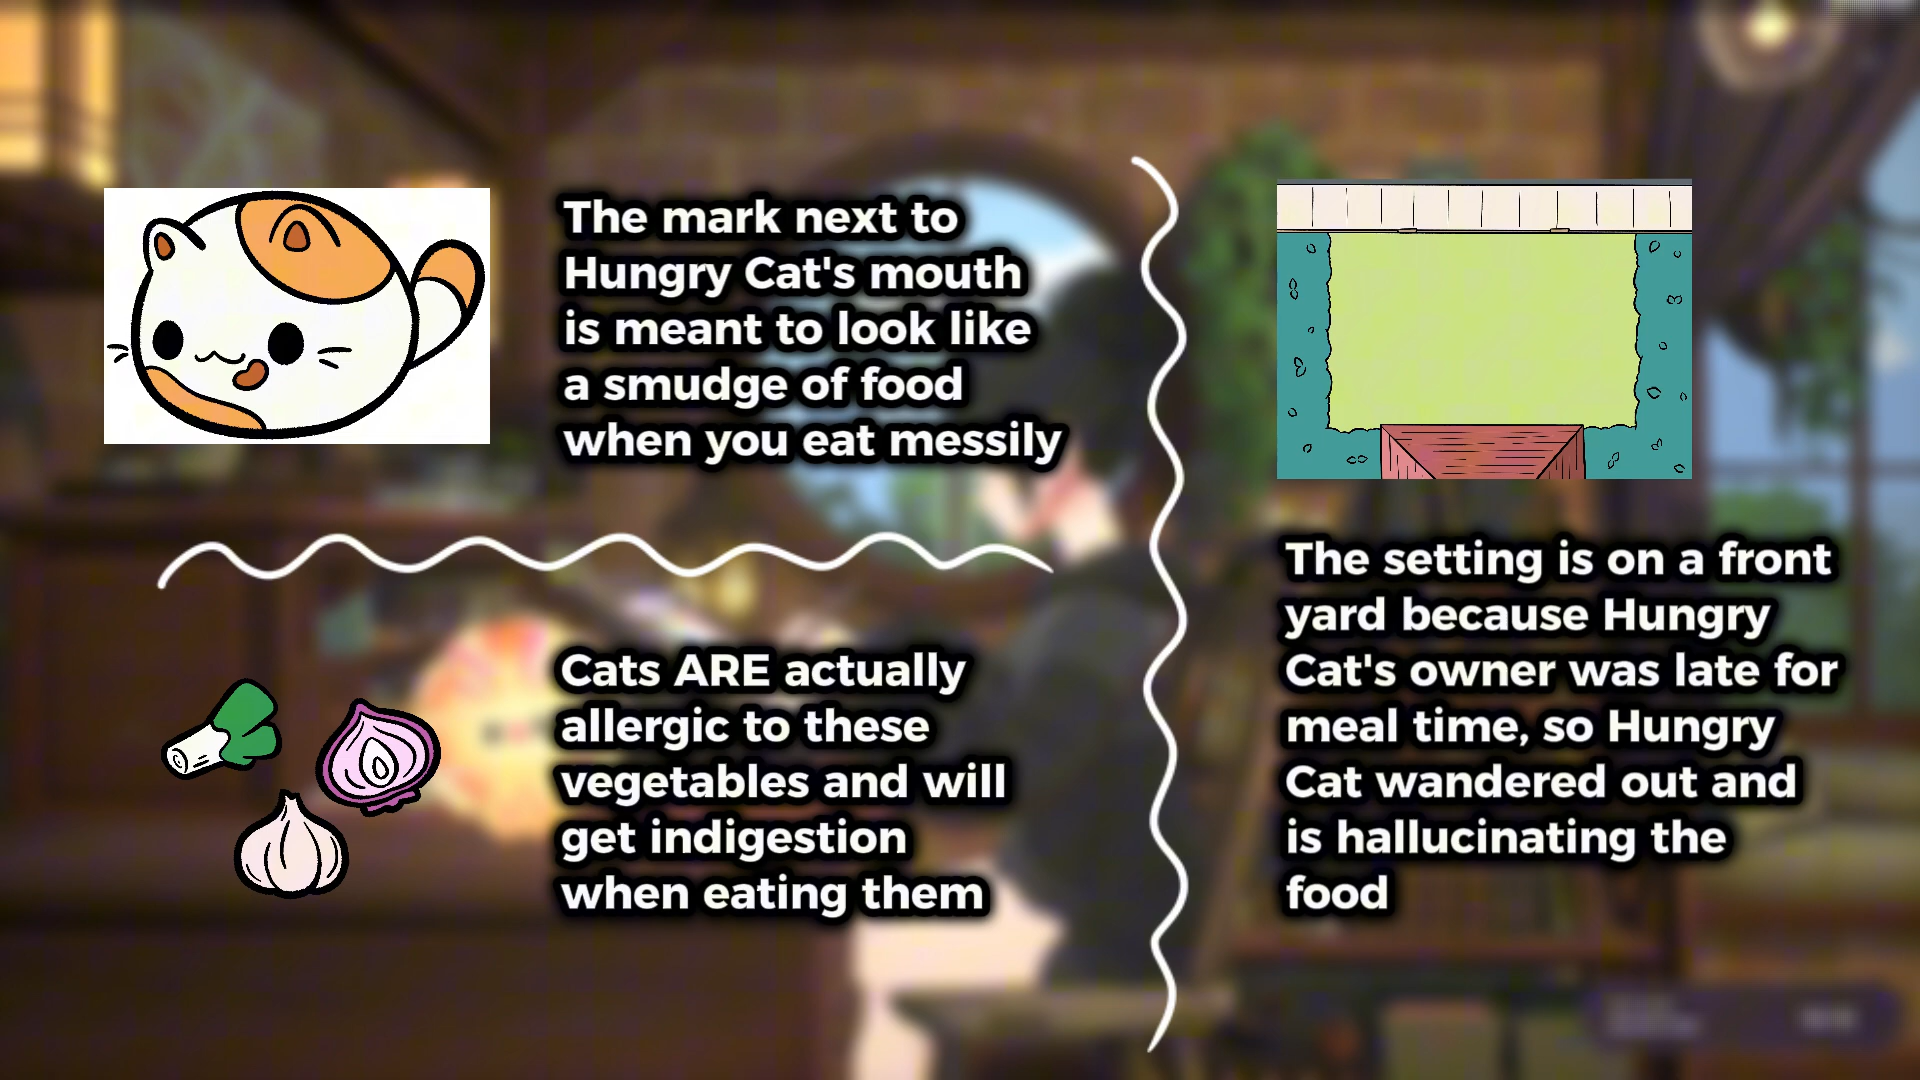 The mark next to
Hungry Cat's mouth
is meant to look like
a smudge of food
when you eat messily
Cats ARE actually
allergic to these
vegetables and will
get indigestion
when eating them
The setting is on a front
yard because Hungry
Cat's owner was late for
meal time, so Hungry
Cat wandered out and
is hallucinating the
food